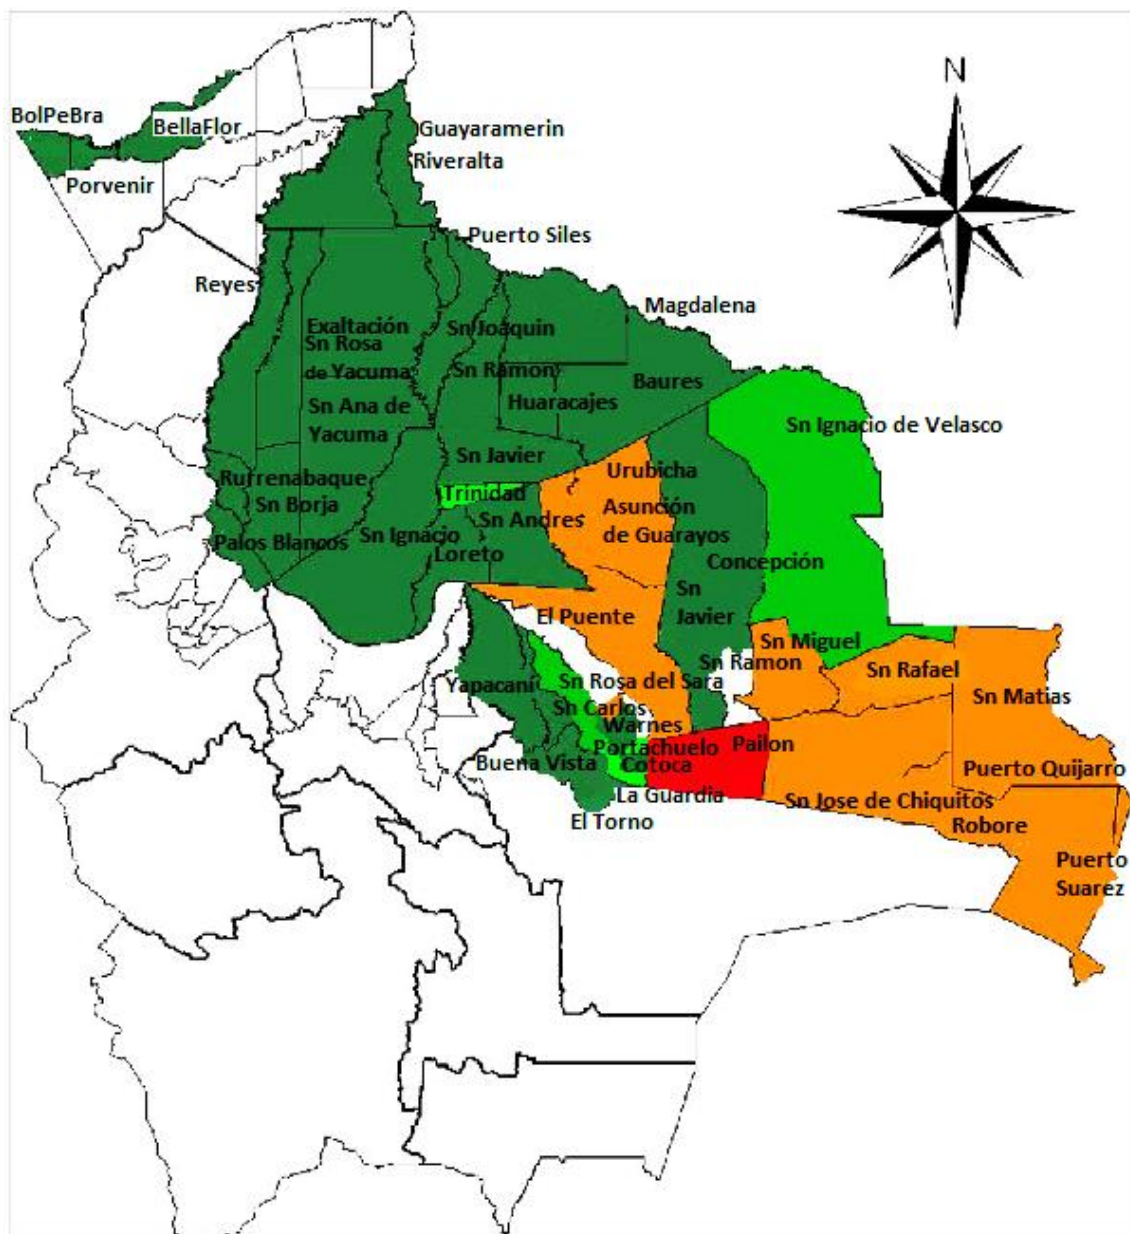 N
BolPeBra
BellaFlor
Guayaramerin
Riveralta
Porvenir
Puerto Siles
Reyes
Magdalena
Exaltación
Sn Joaquin
Sn Rosa
de Yacuma
Sn Ramon
Baures
Huaracajes
Sn Ana de
Yacuma
Sn Ignacio de Velasco
Sn Javier
Urubicha
Rurrenabaque
Trinidad
Sn Borja
Asunción
de Guarayos
Sn Andres
Sn Ignacio
Palos Blancos
Loreto
Concepción
Sn
Javier
El Puente
Sn Miguel
Sn Ramon
Sn Rafael
Sn Rosa del Sara
Yapacani
Sn Matias
Sn Carlos
Warnes
Portachuelo
Pailon
Buena Vista
Cotoca
Puerto Quijarro
La Guardia
Sn Jose de Chiquitos
El Torno
Robore
Puerto
Suarez